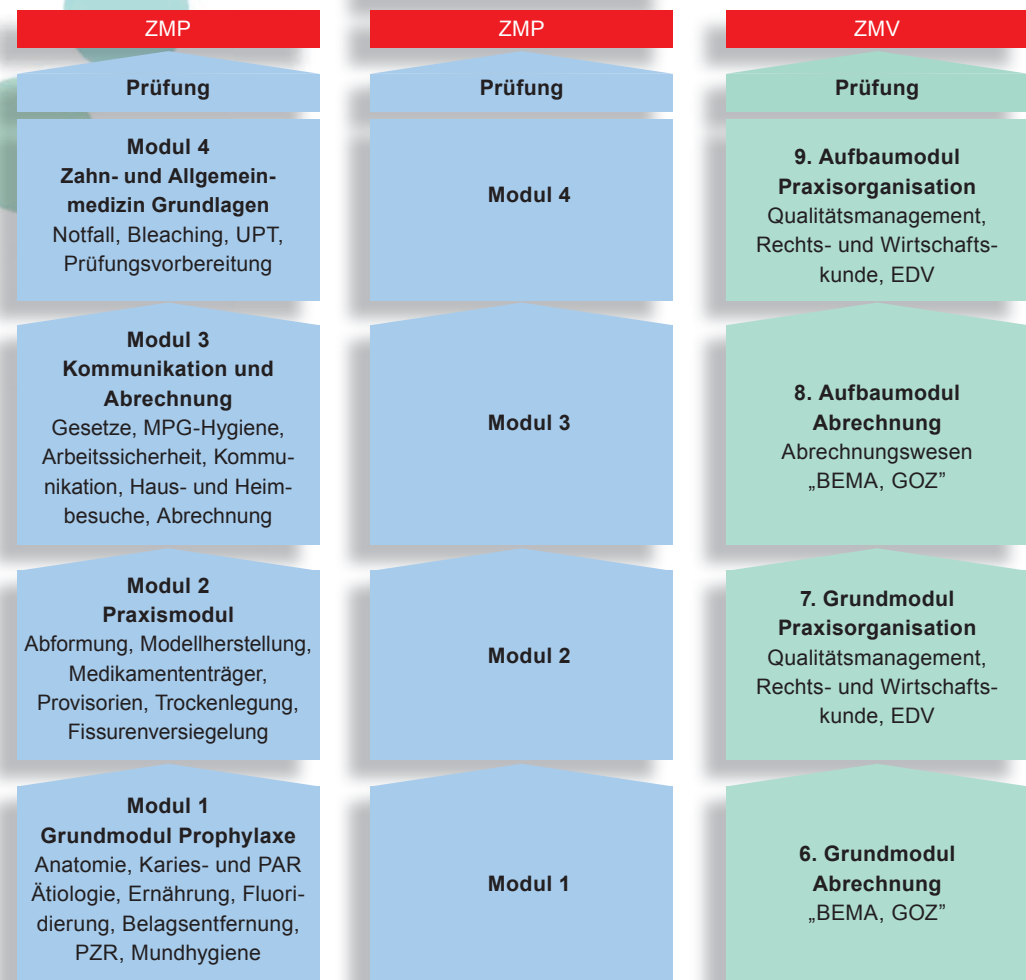 ZMP
Prüfung
Modul 4
Zahn- und Allgemein-
medizin Grundlagen
Notfall, Bleaching, UPT,
Prüfungsvorbereitung
Modul 3
Kommunikation und
Abrechnung
Gesetze, MPG-Hygiene,
Arbeitssicherheit, Kommu-
nikation, Haus- und Heim-
besuche, Abrechnung
Modul 2
Praxismodul
Abformung, Modellherstellung,
Medikamententräger,
Provisorien, Trockenlegung,
Fissurenversiegelung
Modul 1
Grundmodul Prophylaxe
Anatomie, Karies- und PAR
Ätiologie, Ernährung, Fluori-
dierung, Belagsentfernung,
PZR, Mundhygiene
ZMP
Prüfung
Modul 4
Modul 3
Modul 2
Modul 1
ZMV
Prüfung
9. Aufbaumodul
Praxisorganisation
Qualitätsmanagement,
Rechts- und Wirtschafts-
kunde, EDV
8. Aufbaumodul
Abrechnung
Abrechnungswesen
„BEMA, GOZ”
7. Grundmodul
Praxisorganisation
Qualitätsmanagement,
Rechts- und Wirtschafts-
kunde, EDV
6. Grundmodul
Abrechnung
„BEMA, GOZ”